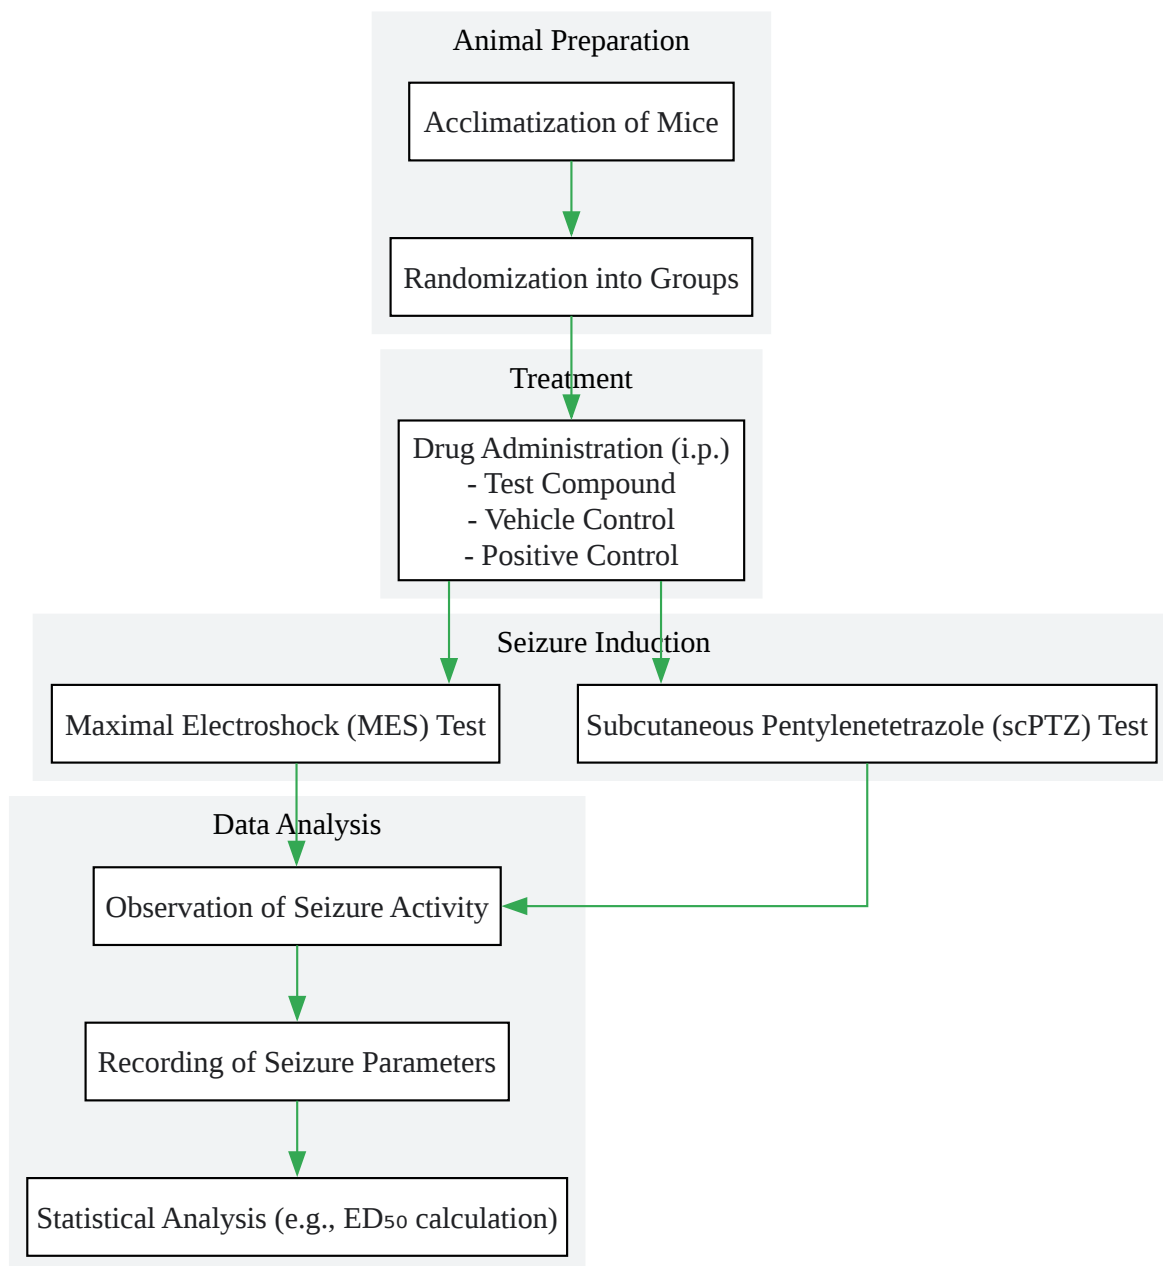 Animal Preparation
Acclimatization of Mice
Randomization into Groups
Treatment
Drug Administration (i.p.)
- Test Compound
- Vehicle Control
- Positive Control
Seizure Induction
Maximal Electroshock (MES) Test
Subcutaneous Pentylenetetrazole (scPTZ) Test
Data Analysis
Observation of Seizure Activity
Recording of Seizure Parameters
Statistical Analysis (e.g., ED₅₀ calculation)